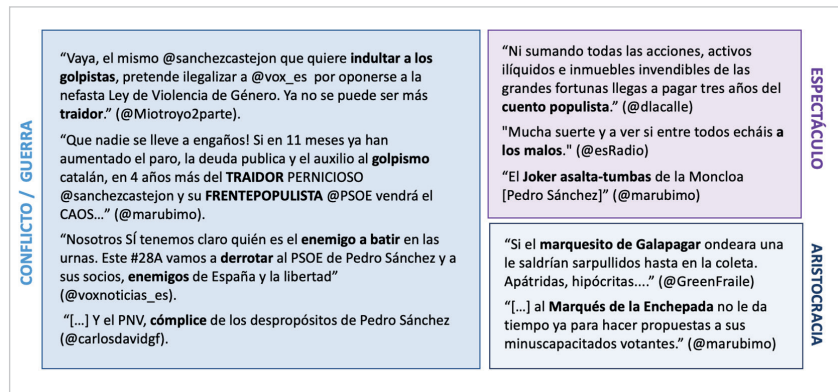 CONFLICTO / GUERRA
“Vaya, el mismo @sanchezcastejon que quiere indultar a los
golpistas, pretende ilegalizar a @vox_es por oponerse a la
nefasta Ley de Violencia de Género. Ya no se puede ser más
traidor.” (@Miotroyo2parte).
“Que nadie se lleve a engaños! Si en 11 meses ya han
aumentado el paro, la deuda publica y el auxilio al golpismo
catalán, en 4 años más del TRAIDOR PERNICIOSO
@sanchezcastejon y su FRENTEPOPULISTA @PSOE vendrá el
CAOS…” (@marubimo).
“Nosotros SÍ tenemos claro quién es el enemigo a batir en las
urnas. Este #28A vamos a derrotar al PSOE de Pedro Sánchez y a
sus socios, enemigos de España y la libertad”
(@voxnoticias_es).
“[…] Y el PNV, cómplice de los despropósitos de Pedro Sánchez
(@carlosdavidgf).
“Ni sumando todas las acciones, activos
ilíquidos e inmuebles invendibles de las
grandes fortunas llegas a pagar tres años del
cuento populista.” (@dlacalle)
"Mucha suerte y a ver si entre todos echáis a
los malos." (@esRadio)
“El Joker asalta-tumbas de la Moncloa
[Pedro Sánchez]” (@marubimo)
ESPECTÁCULO
“Si el marquesito de Galapagar ondeara una
le saldrían sarpullidos hasta en la coleta.
Apátridas, hipócritas....” (@GreenFraile)
“[…] al Marqués de la Enchepada no le da
tiempo ya para hacer propuestas a sus
minuscapacitados votantes.” (@marubimo)
ARISTOCRACIA